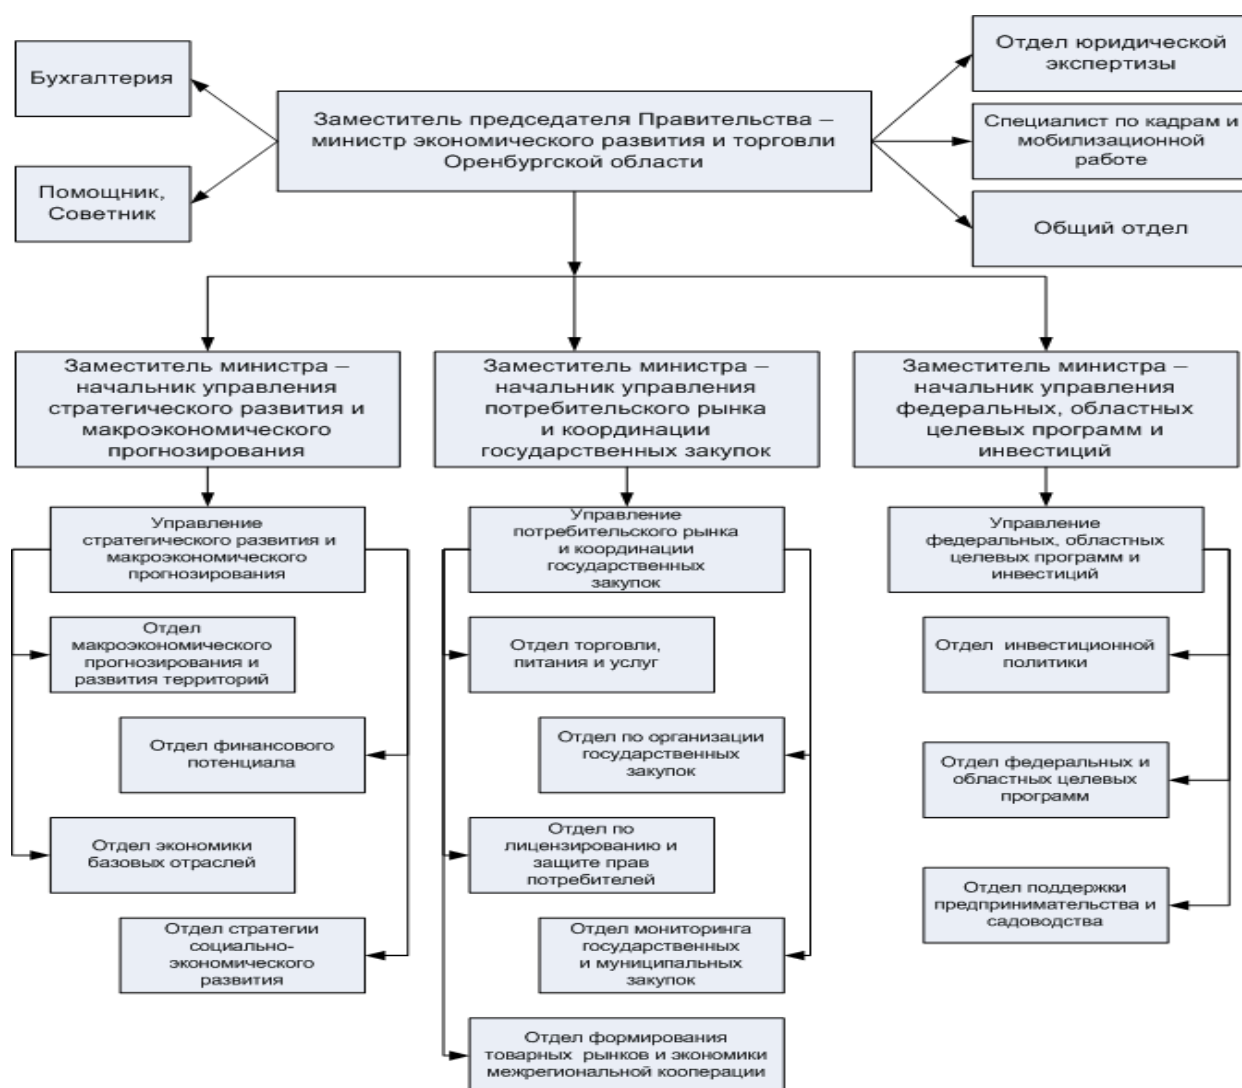 Бухгалтерия
Помощник,
Советник
Заместитель председателя Правительства –
министр экономического развития и торговли
Оренбургской области
Отдел юридической
экспертизы
Специалист по кадрам и
мобилизационной
работе
Общий отдел
Заместитель министра –
начальник управления
стратегического развития и
макроэкономического
прогнозирования
Заместитель министра –
начальник управления
потребительского рынка
и координации
государственных закупок
Заместитель министра –
начальник управления
федеральных, областных
целевых программ и
инвестиций
Управление
стратегического развития и
макроэкономического
прогнозирования
Отдел
макроэкономического
прогнозирования и
развития территорий
Отдел финансового
потенциала
Отдел экономики
базовых отраслей
Отдел стратегии
социально-
экономического
развития
Управление
потребительского рынка
и координации
государственных
закупок
Отдел торговли,
питания и услуг
Отдел по организации
государственных
закупок
Отдел по
лицензированию и
защите прав
потребителей
Отдел мониторинга
государственных
и муниципальных
закупок
Отдел формирования
товарных рынков и экономики
межрегиональной кооперации
Управление
федеральных, областных
целевых программ и
инвестиций
Отдел инвестиционной
политики
Отдел федеральных и
областных целевых
программ
Отдел поддержки
предпринимательства и
садоводства